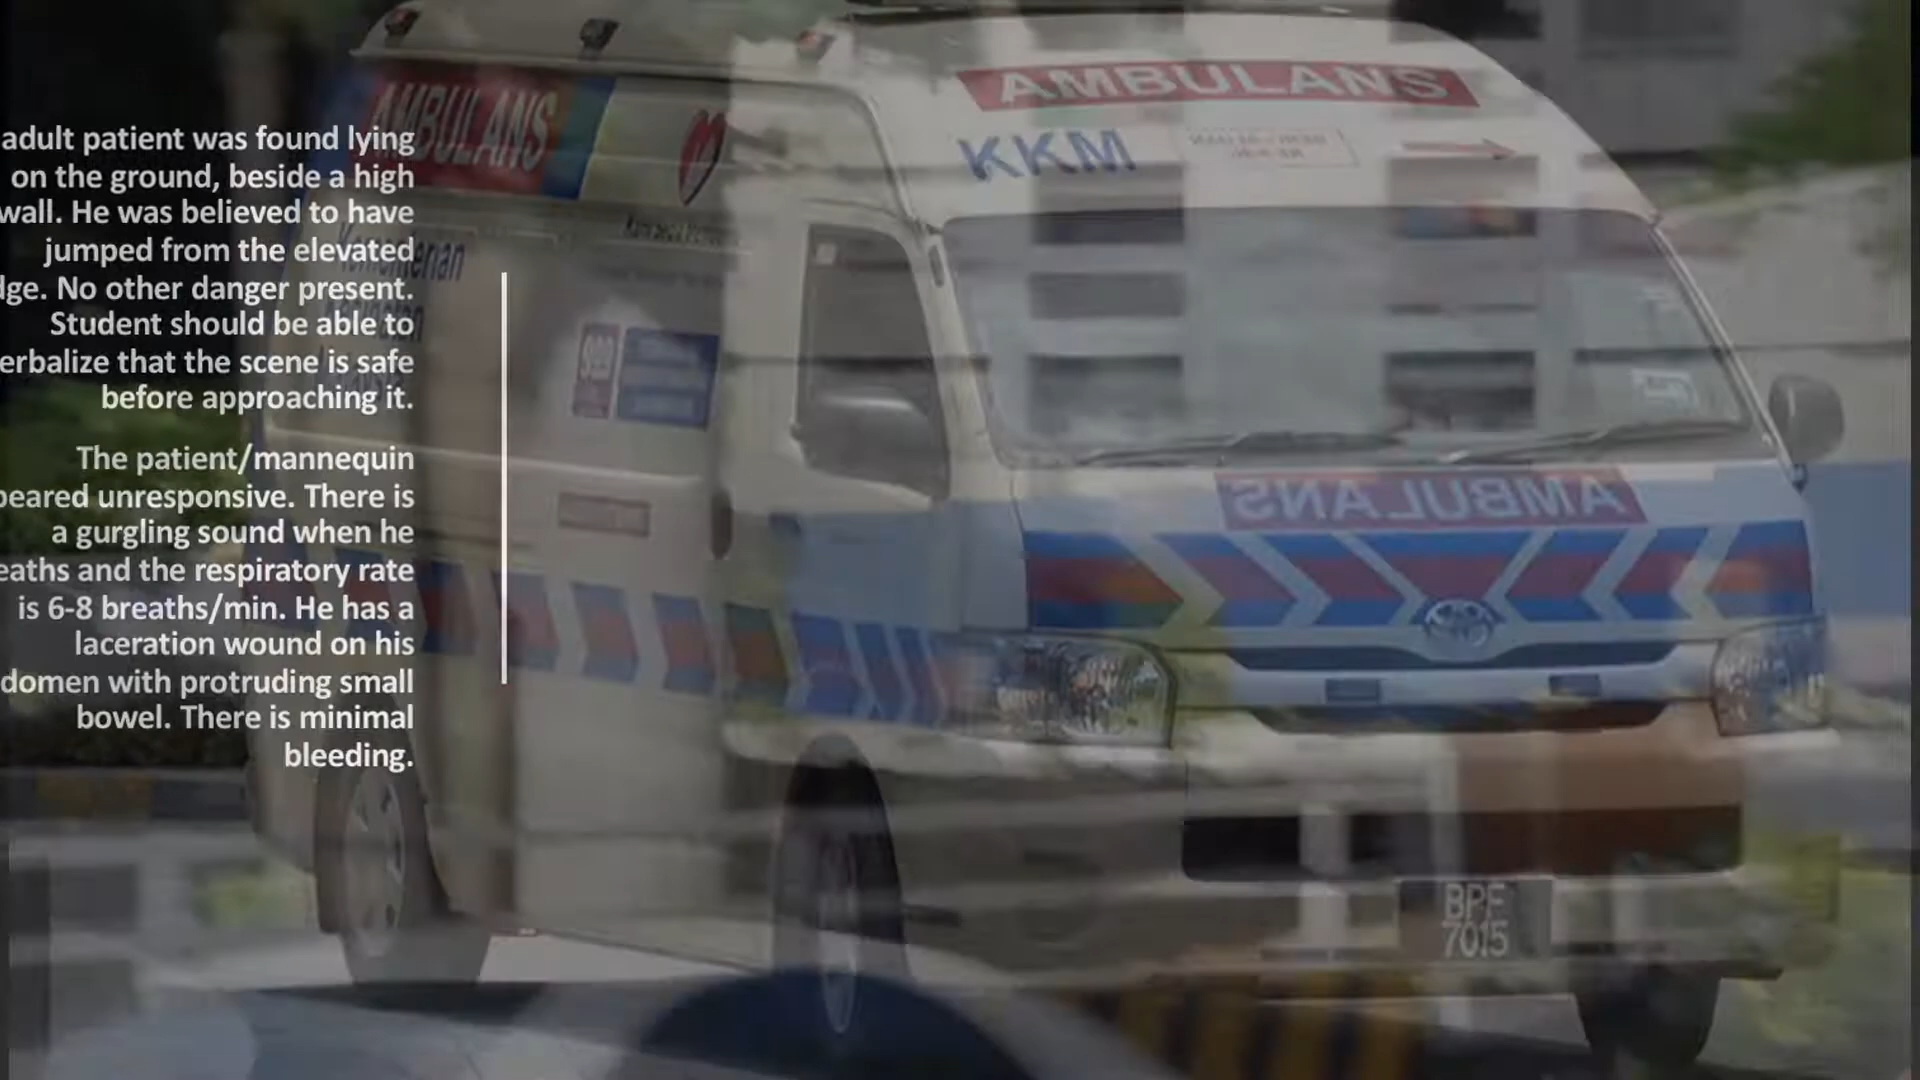 adult patient was found lying
on the ground, beside a high
wall. He was believed to have
jumped from the elevated
dge. No other danger present.
Student should be able to
erbalize that the scene is safe
before approaching it.
The patient/mannequin
peared unresponsive. There is
a gurgling sound when he
eaths and the respiratory rate
is 6-8 breaths/min. He has a
laceration wound on his
domen with protruding small
bowel. There is minimal
bleeding.
AMBULANS
AMBULANS
KKM
Kementerian
999
AMBULANS
BPF
7015